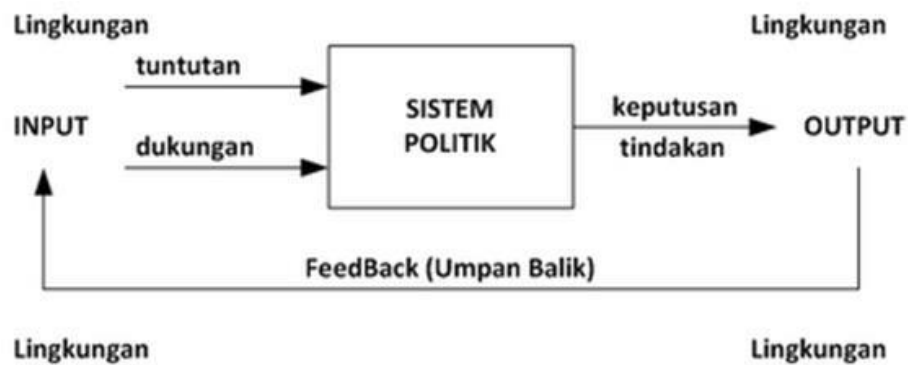 Lingkungan
Lingkungan
tuntutan
INPUT
dukungan
SISTEM
POLITIK
keputusan
tindakan
OUTPUT
FeedBack (Umpan Balik)
Lingkungan
Lingkungan